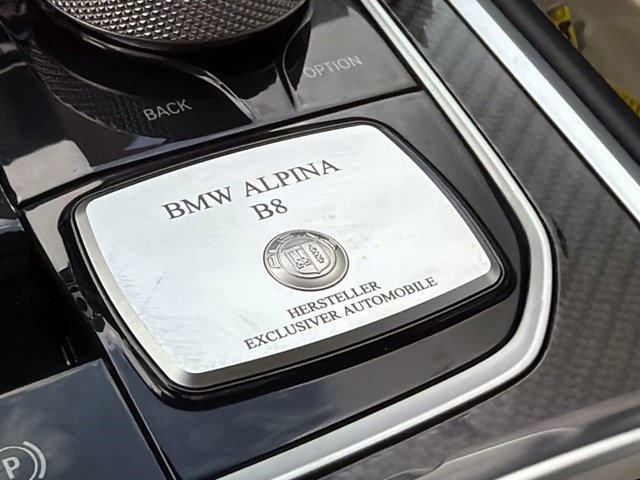 OPTION
BACK
BMW ALPINA
B8
HERSTELLER
EXCLUSIVER AUTOMOBILE
P